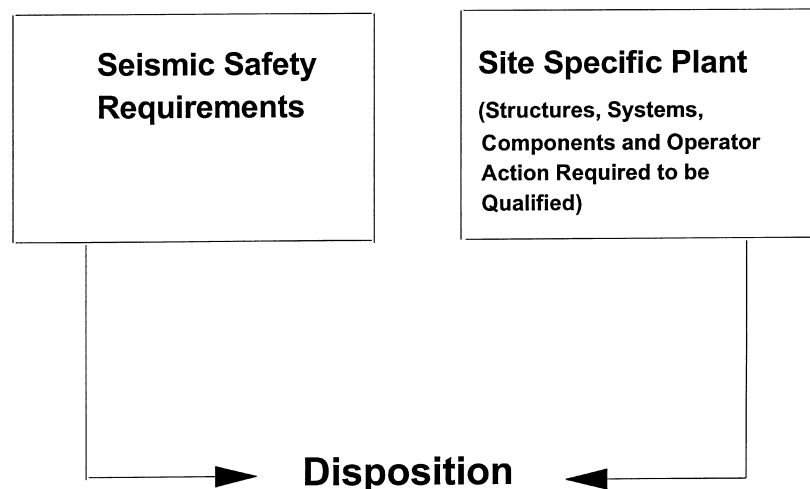 Seismic Safety
Requirements
Site Specific Plant
(Structures, Systems,
Components and Operator
Action Required to be
Qualified)
Disposition